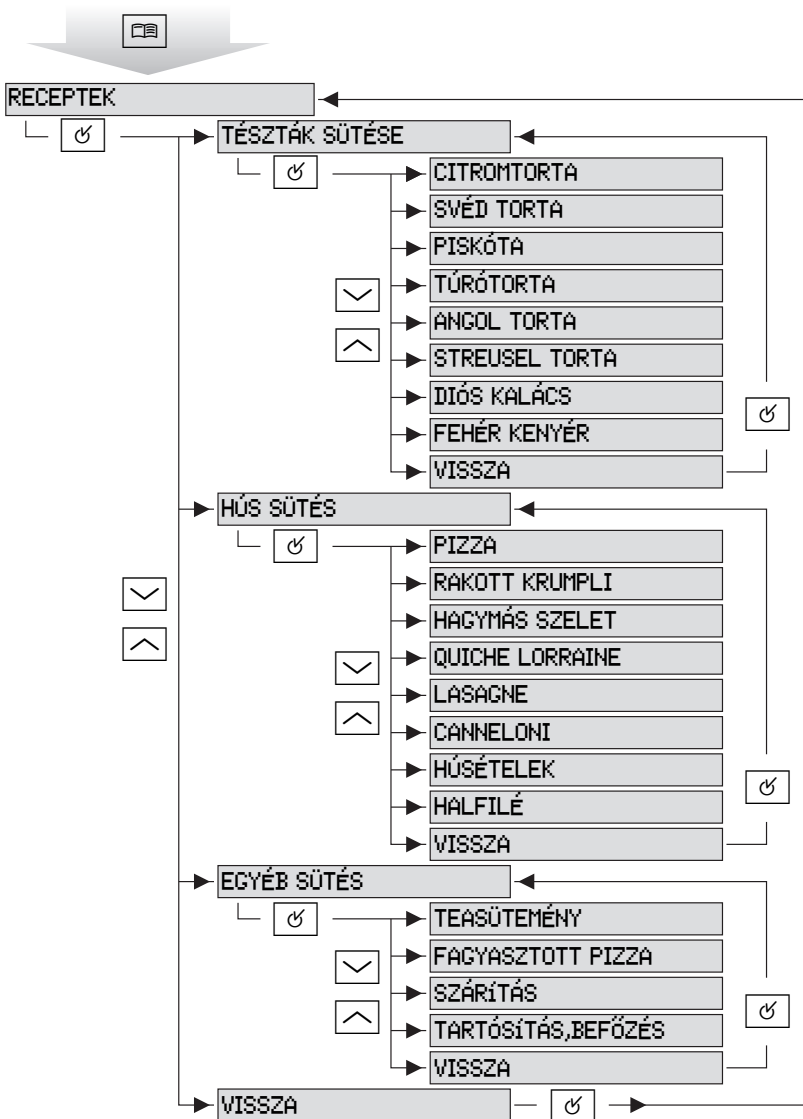 RECEPTEK
TÉSZTÁK SÜTÉSE
CITROMTORTA
SVÉD TORTA
PISKÓTA
TÚRÓTORTA
ANGOL TORTA
STREUSEL TORTA
DIÓS KALÁCS
FEHÉR KENYÉR
VISSZA
HÚS SÜTÉS
PIZZA
RAKOTT KRUMPLI
HAGYMÁS SZELET
QUICHE LORRAINE
LASAGNE
CANNELONI
HÚSÉTELEK
HALFILÉ
VISSZA
EGYÉB SÜTÉS
TEASÜTEMÉNY
FAGYASZTOTT PIZZA
SZÁRíTÁS
TARTÓSíTÁS,BEFŐZÉS
VISSZA
VISSZA